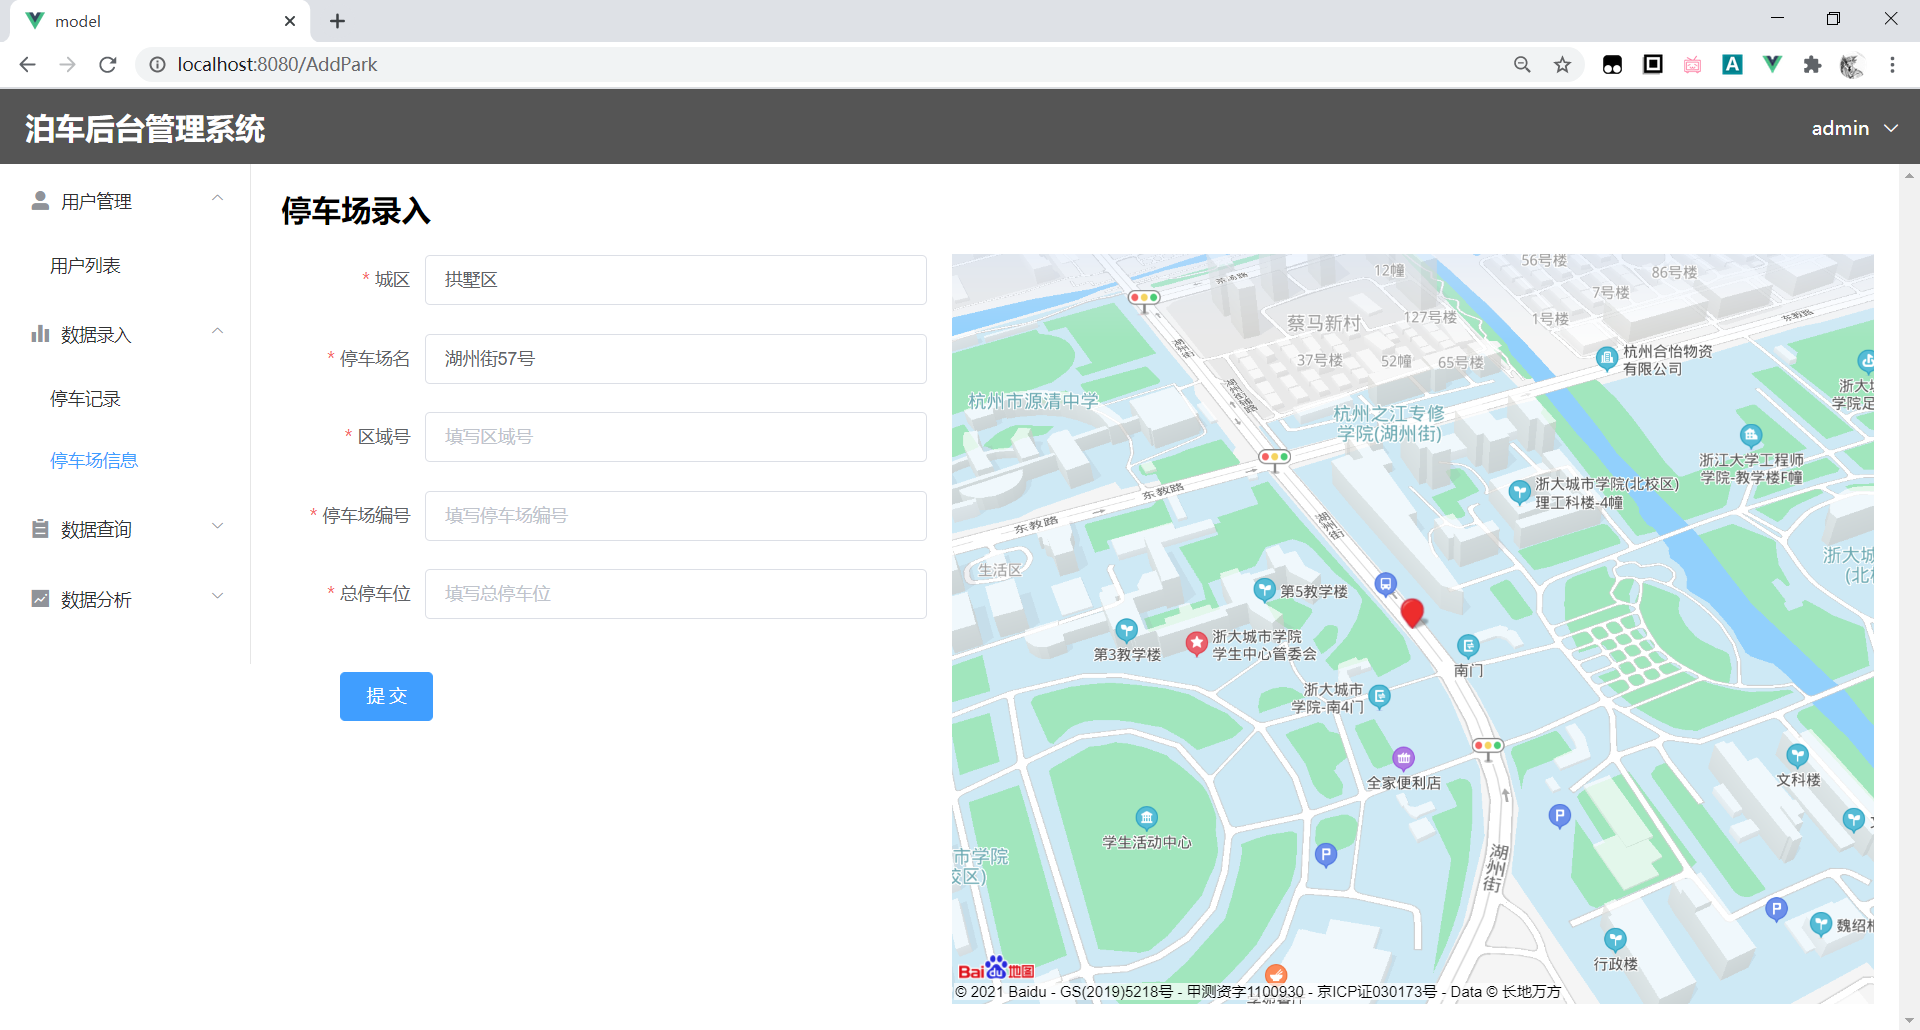 model
localhost:8080/AddPark
泊车后台管理系统
admin
用户管理
用户列表
数据录入
停车记录
停车场信息
数据查询
数据分析
停车场录入
* 城区
拱墅区
* 停车场名
湖州街57号
* 区域号
填写区域号
* 停车场编号
填写停车场编号
* 总停车位
填写总停车位
提交
12幢
56号楼
86号楼
7号楼
蔡马新村
127号楼
1号楼
东教路
湖州街
37号楼
52幢
65号楼
杭州合怡物资
有限公司
湖州街辅路
杭州市源清中学
杭州之江专修
学院(湖州街)
浙大城
学院足
浙江大学工程师
学院-教学楼F幢
东教路
浙大城市学院(北校区)
理工科楼-4幢
东教路
湖州街
生活区
浙大城
(北校
第5教学楼
第3教学楼
浙大城市学院
学生中心管委会
南门
浙大城市
学院-南4门
全家便利店
文科楼
P
学生活动中心
P
市学院
校区)
湖州街
P
魏绍相
行政楼
Bai du 地图
© 2021 Baidu - GS(2019)5218号 - 甲测资字1100930 - 京ICP证030173号 - Data © 长地万方